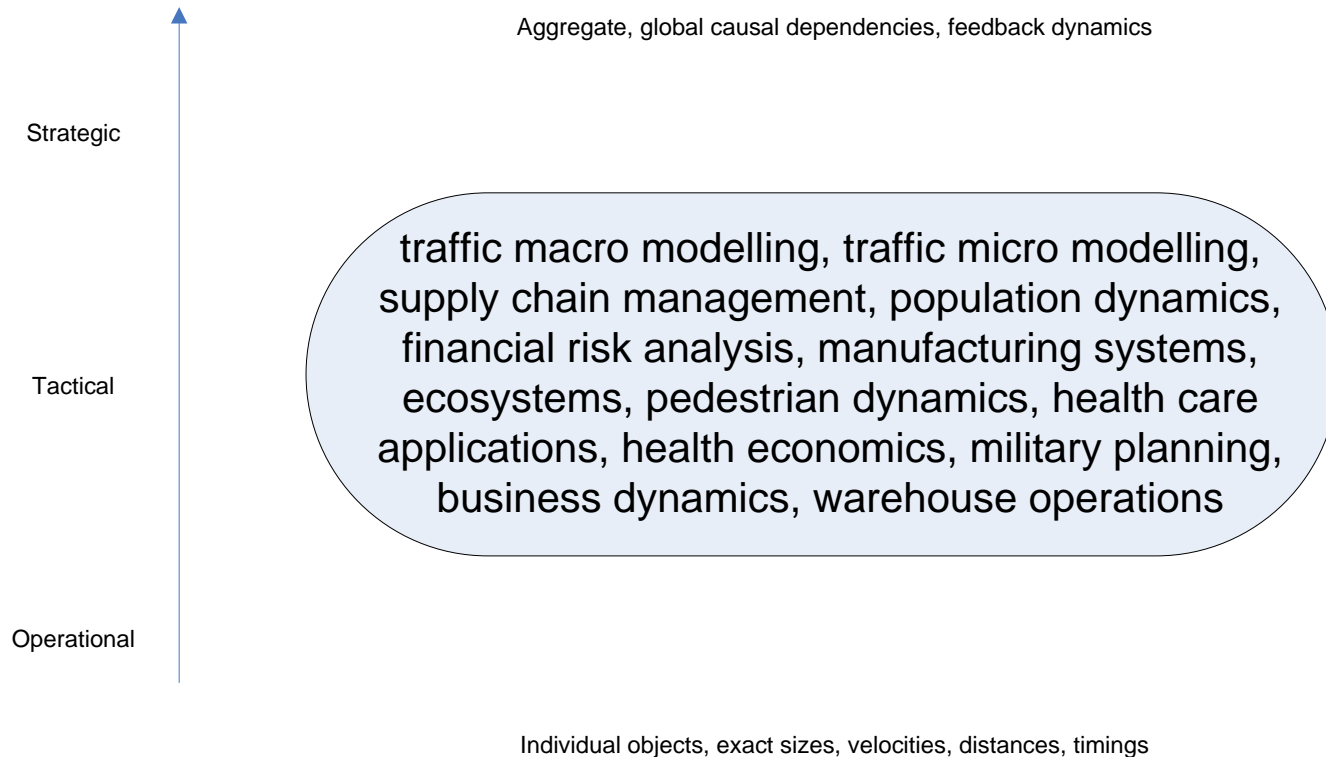 Aggregate, global causal dependencies, feedback dynamics
Strategic
traffic macro modelling, traffic micro modelling,
supply chain management, population dynamics,
financial risk analysis, manufacturing systems,
ecosystems, pedestrian dynamics, health care
applications, health economics, military planning,
business dynamics, warehouse operations
Tactical
Operational
Individual objects, exact sizes, velocities, distances, timings